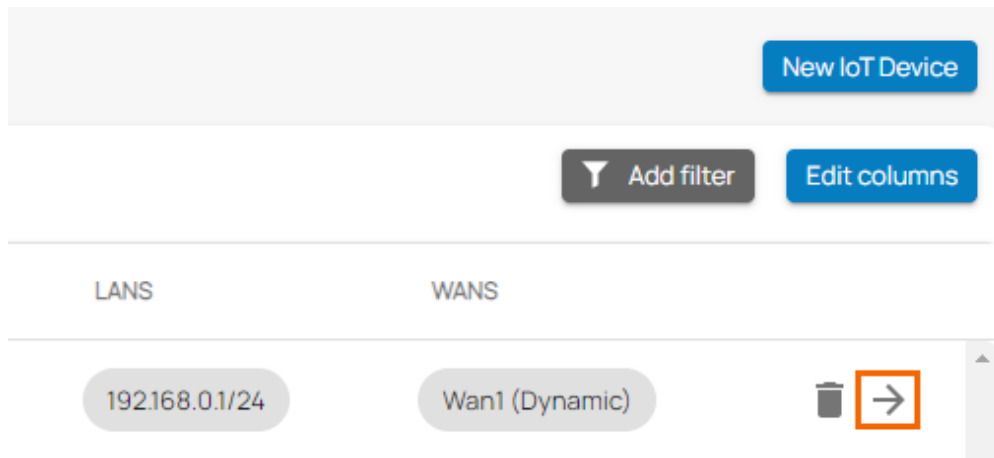 New IoT Device
Add filter
Edit columns
LANS
WANS
192.168.0.1/24
Wan1 (Dynamic)